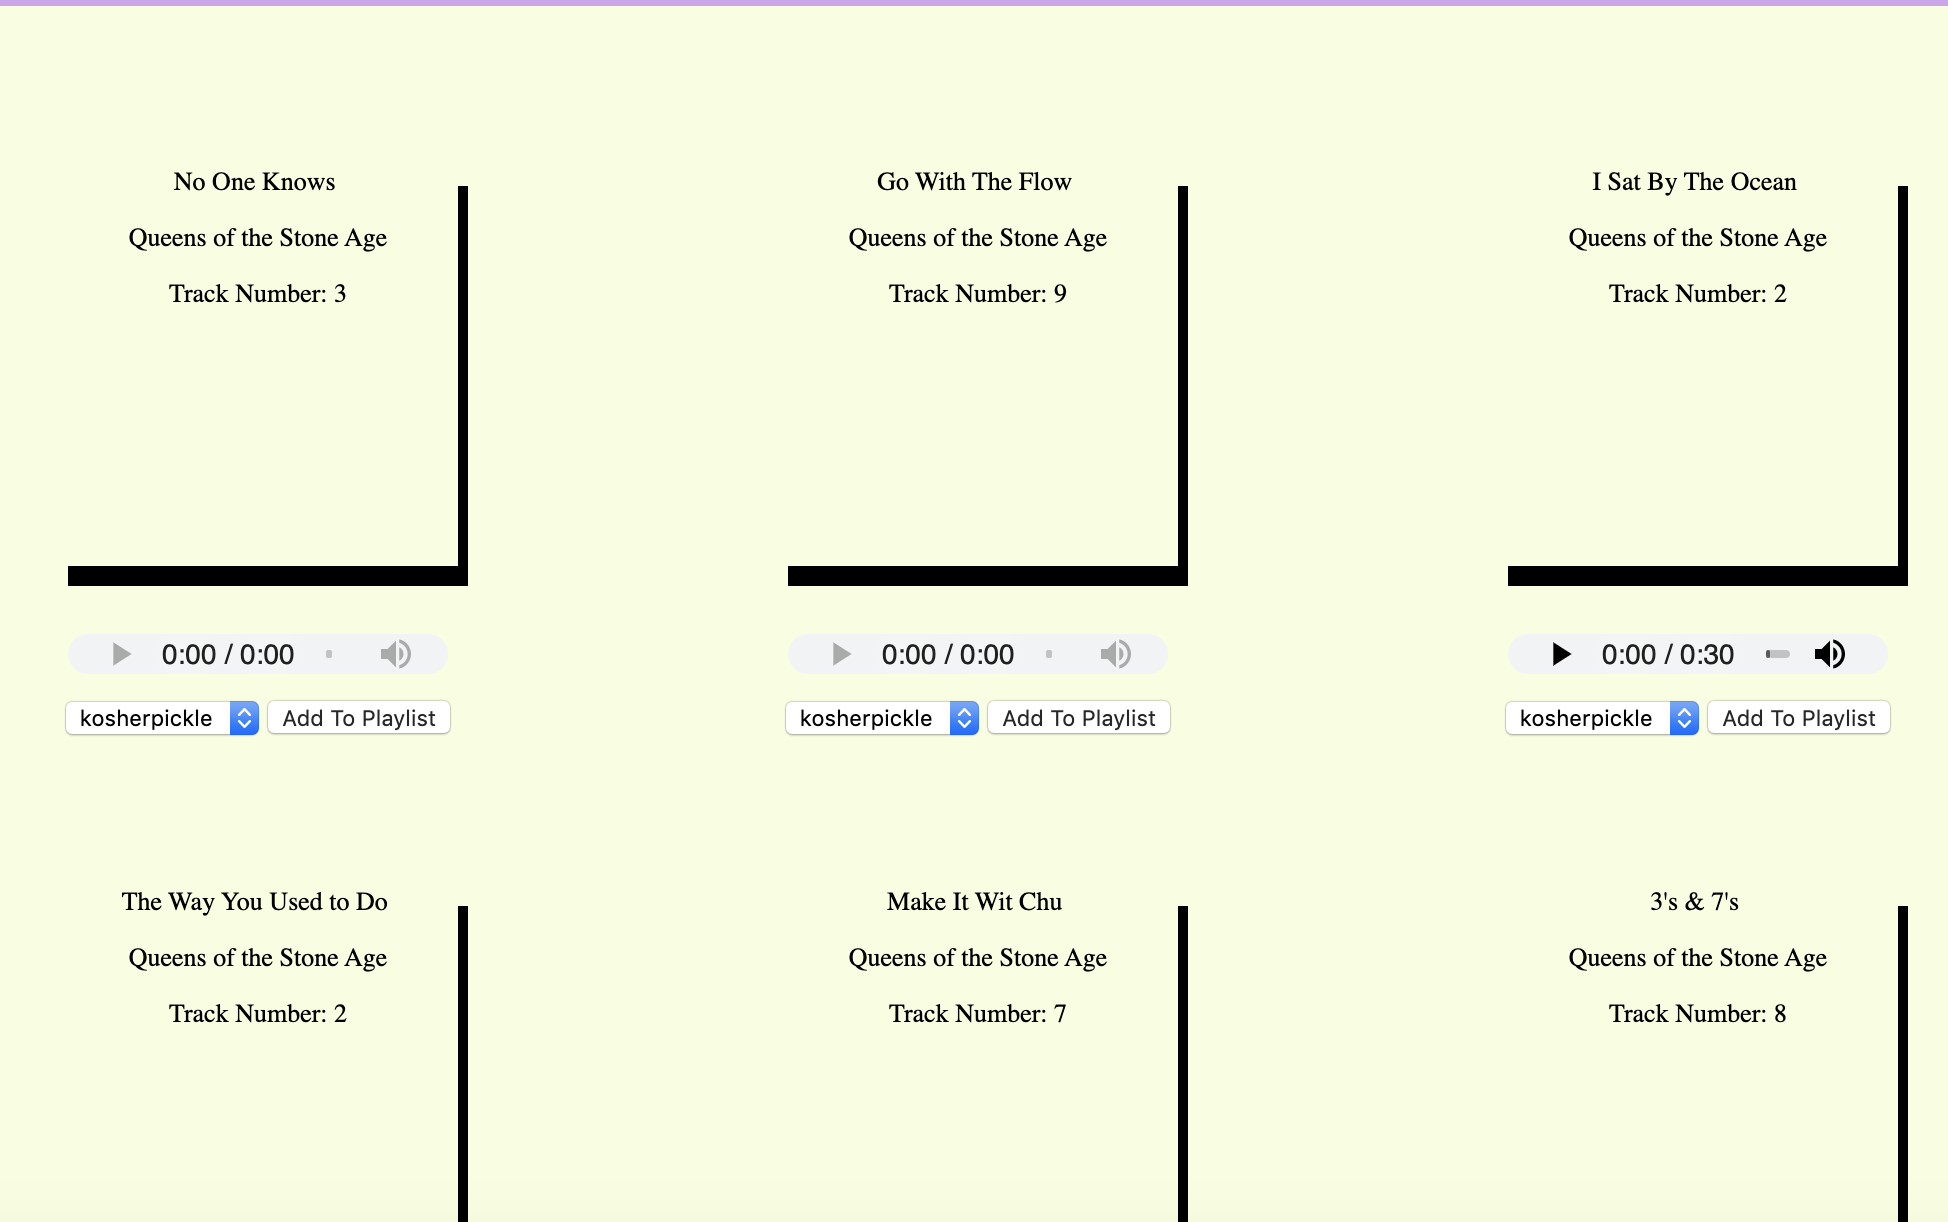 No One Knows
Queens of the Stone Age
Track Number: 3
0:00 / 0:00
kosherpickle Add To Playlist
Go With The Flow
Queens of the Stone Age
Track Number: 9
0:00 / 0:00
kosherpickle Add To Playlist
I Sat By The Ocean
Queens of the Stone Age
Track Number: 2
0:00 / 0:30
kosherpickle Add To Playlist
The Way You Used to Do
Queens of the Stone Age
Track Number: 2
Make It Wit Chu
Queens of the Stone Age
Track Number: 7
3's & 7's
Queens of the Stone Age
Track Number: 8